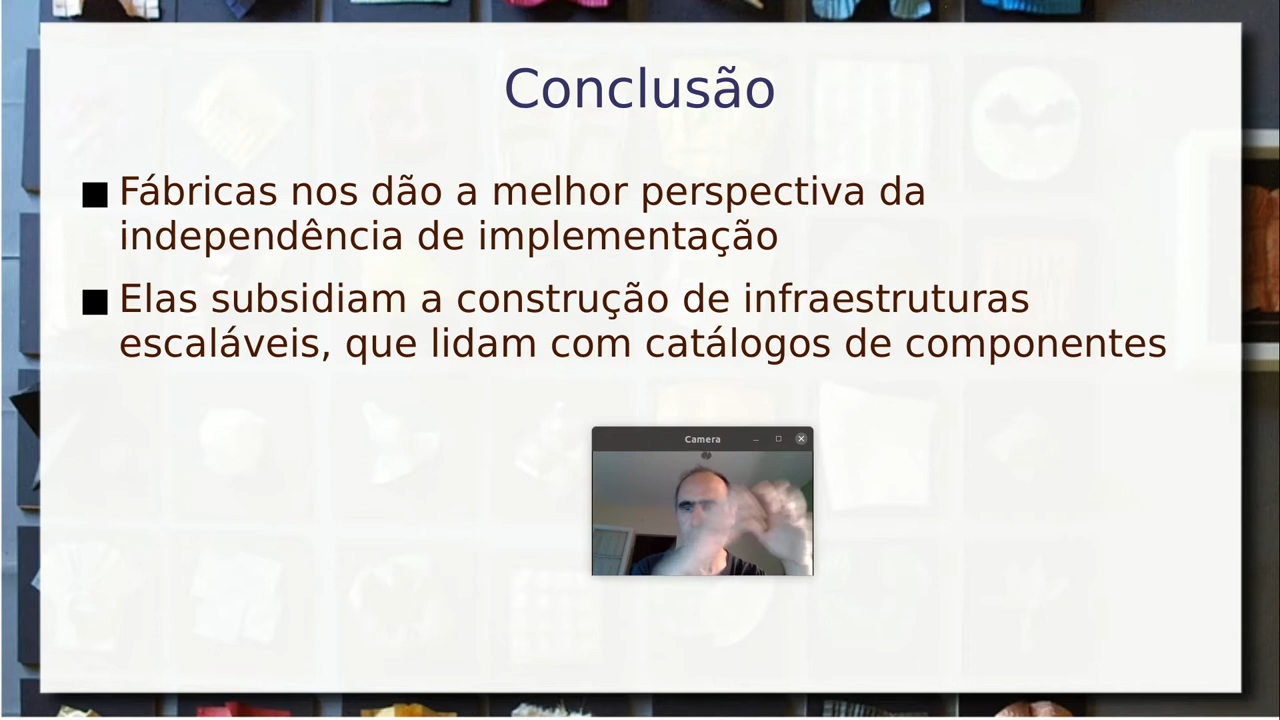 Conclusão
Fábricas nos dão a melhor perspectiva da
independência de implementação
Elas subsidiam a construção de infraestruturas
escaláveis, que lidam com catálogos de componentes
Camera